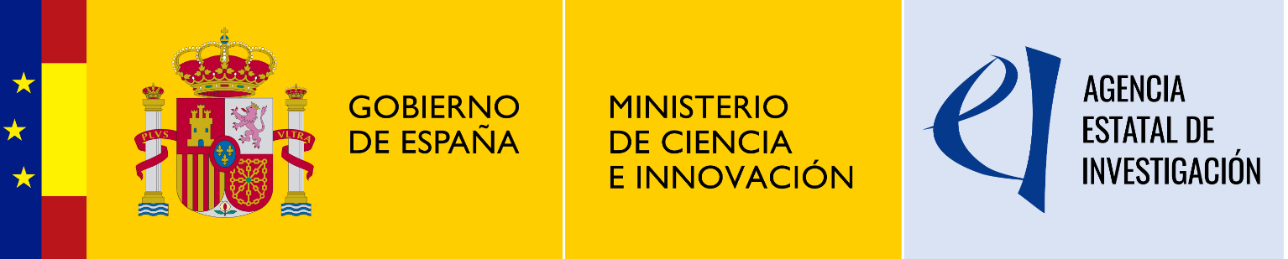 PLVS VLTRA
GOBIERNO
DE ESPAÑA
MINISTERIO
DE CIENCIA
E INNOVACIÓN
AGENCIA
ESTATAL DE
INVESTIGACIÓN